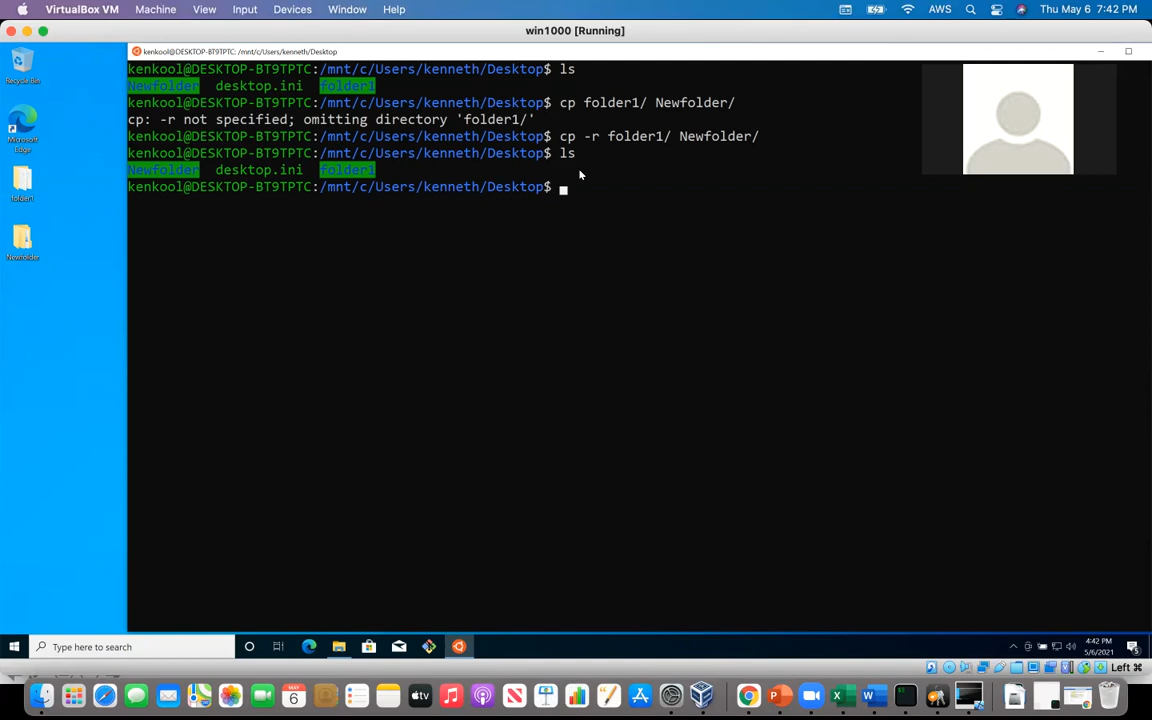 VirtualBox VM Machine View Input Devices Window Help AWS Thu May 6 7:42 PM
win1000 [Running]
kenkool@DESKTOP-BT9TPTC: /mnt/c/Users/kenneth/Desktop
Recycle Bin
Microsoft
Edge
folder1
Newfolder
kenkool@DESKTOP-BT9TPTC:/mnt/c/Users/kenneth/Desktop$ ls
Newfolder desktop.ini folder1
kenkool@DESKTOP-BT9TPTC:/mnt/c/Users/kenneth/Desktop$ cp folder1/ Newfolder/
cp: -r not specified; omitting directory 'folder1/'
kenkool@DESKTOP-BT9TPTC:/mnt/c/Users/kenneth/Desktop$ cp -r folder1/ Newfolder/
kenkool@DESKTOP-BT9TPTC:/mnt/c/Users/kenneth/Desktop$ ls
Newfolder desktop.ini folder1
kenkool@DESKTOP-BT9TPTC:/mnt/c/Users/kenneth/Desktop$
Type here to search
4:42 PM
5/6/2021
Left ⌘